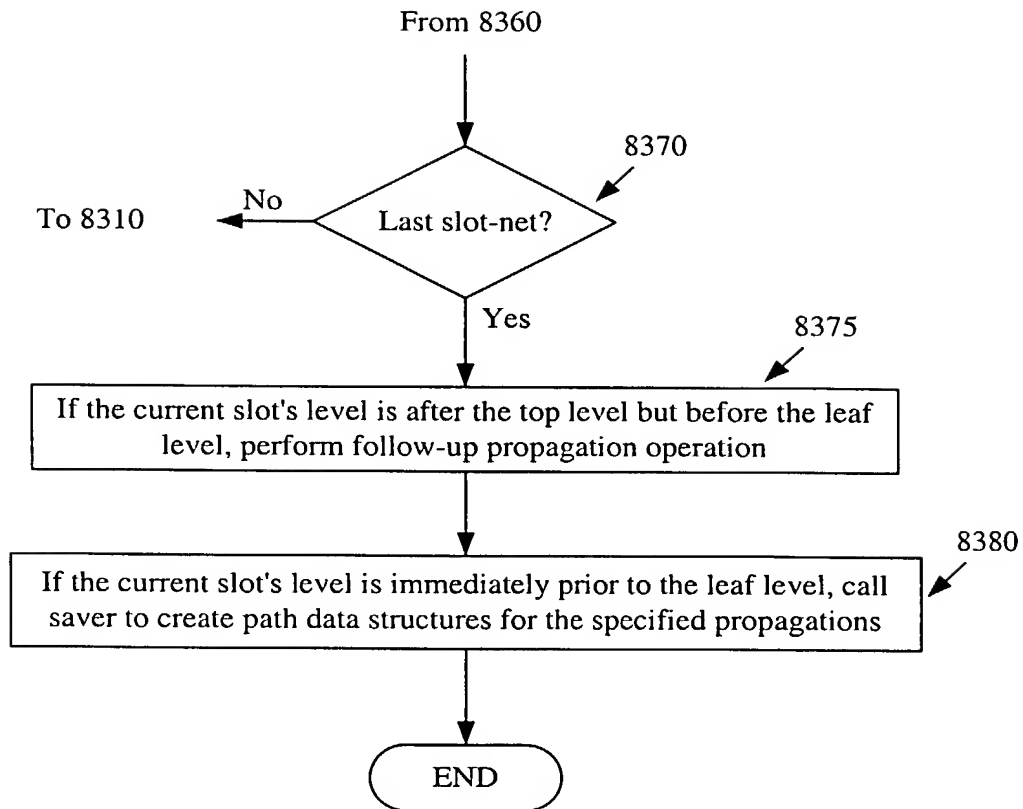 From 8360
8370
No
To 8310
Last slot-net?
Yes
8375
If the current slot's level is after the top level but before the leaf
level, perform follow-up propagation operation
8380
If the current slot's level is immediately prior to the leaf level, call
saver to create path data structures for the specified propagations
END